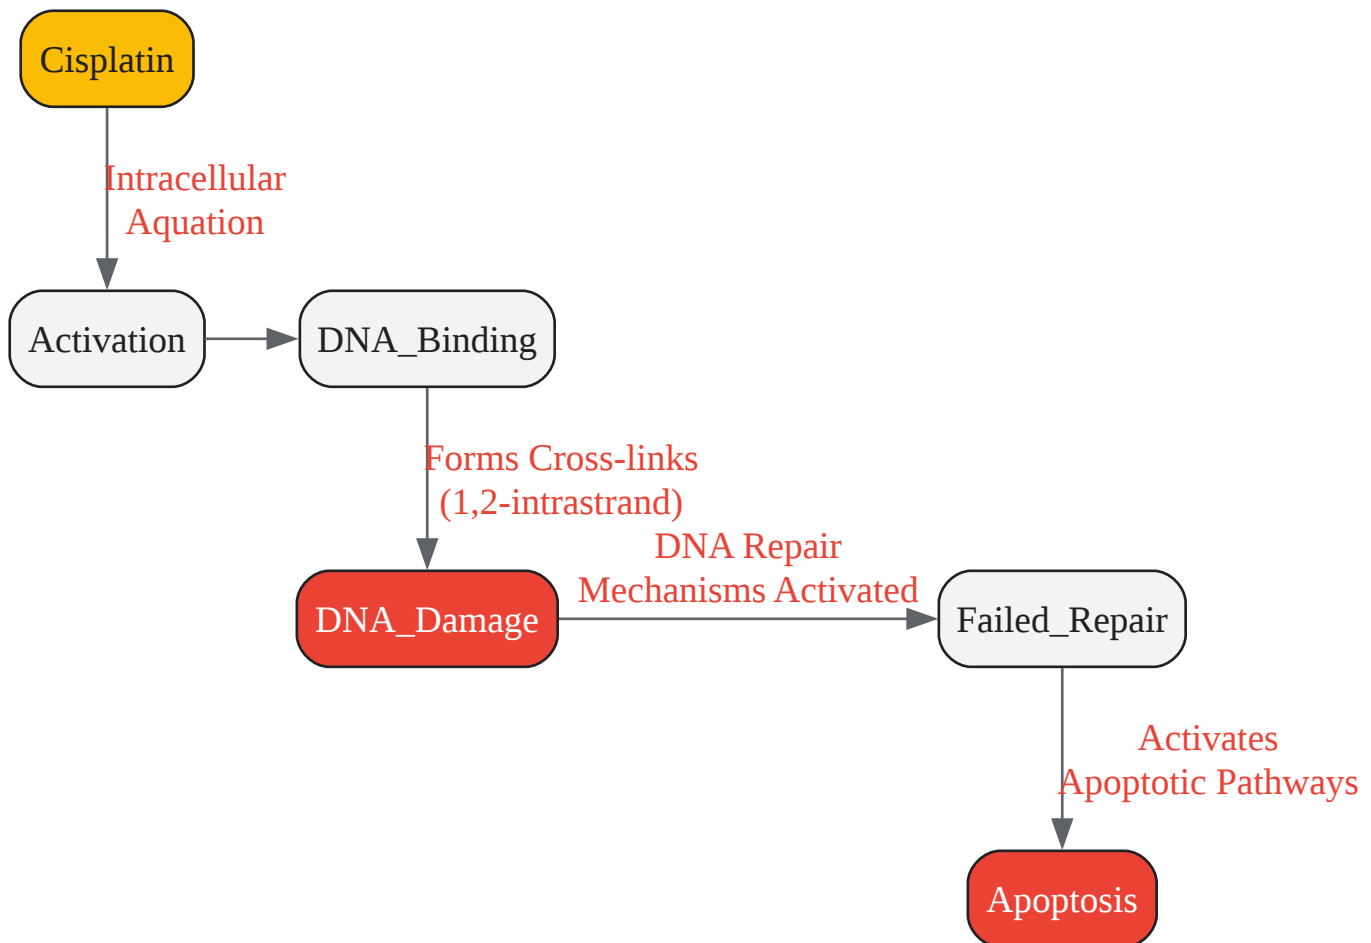 Cisplatin
Intracellular
Aquation
Activation
DNA_Binding
Forms Cross-links
(1,2-intrastrand)
DNA Repair
Mechanisms Activated
DNA_Damage
Failed_Repair
Activates
Apoptotic Pathways
Apoptosis